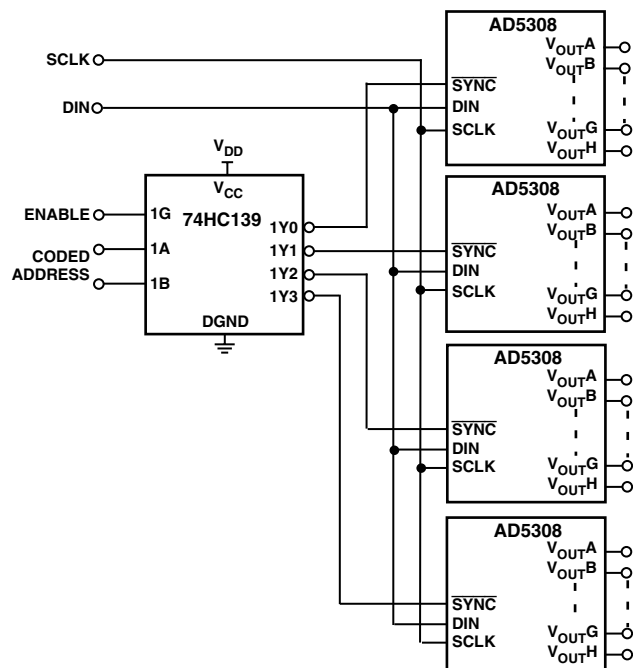 SCLK
DIN
ENABLE
CODED
ADDRESS
VDD
VCC
74HC139
1G
1A
1B
1Y0
1Y1
1Y2
1Y3
DGND
AD5308
SYNC
DIN
SCLK
VOUTA
VOUTB
VOUTG
VOUTH
AD5308
SYNC
DIN
SCLK
VOUTA
VOUTB
VOUTG
VOUTH
AD5308
SYNC
DIN
SCLK
VOUTA
VOUTB
VOUTG
VOUTH
AD5308
SYNC
DIN
SCLK
VOUTA
VOUTB
VOUTG
VOUTH